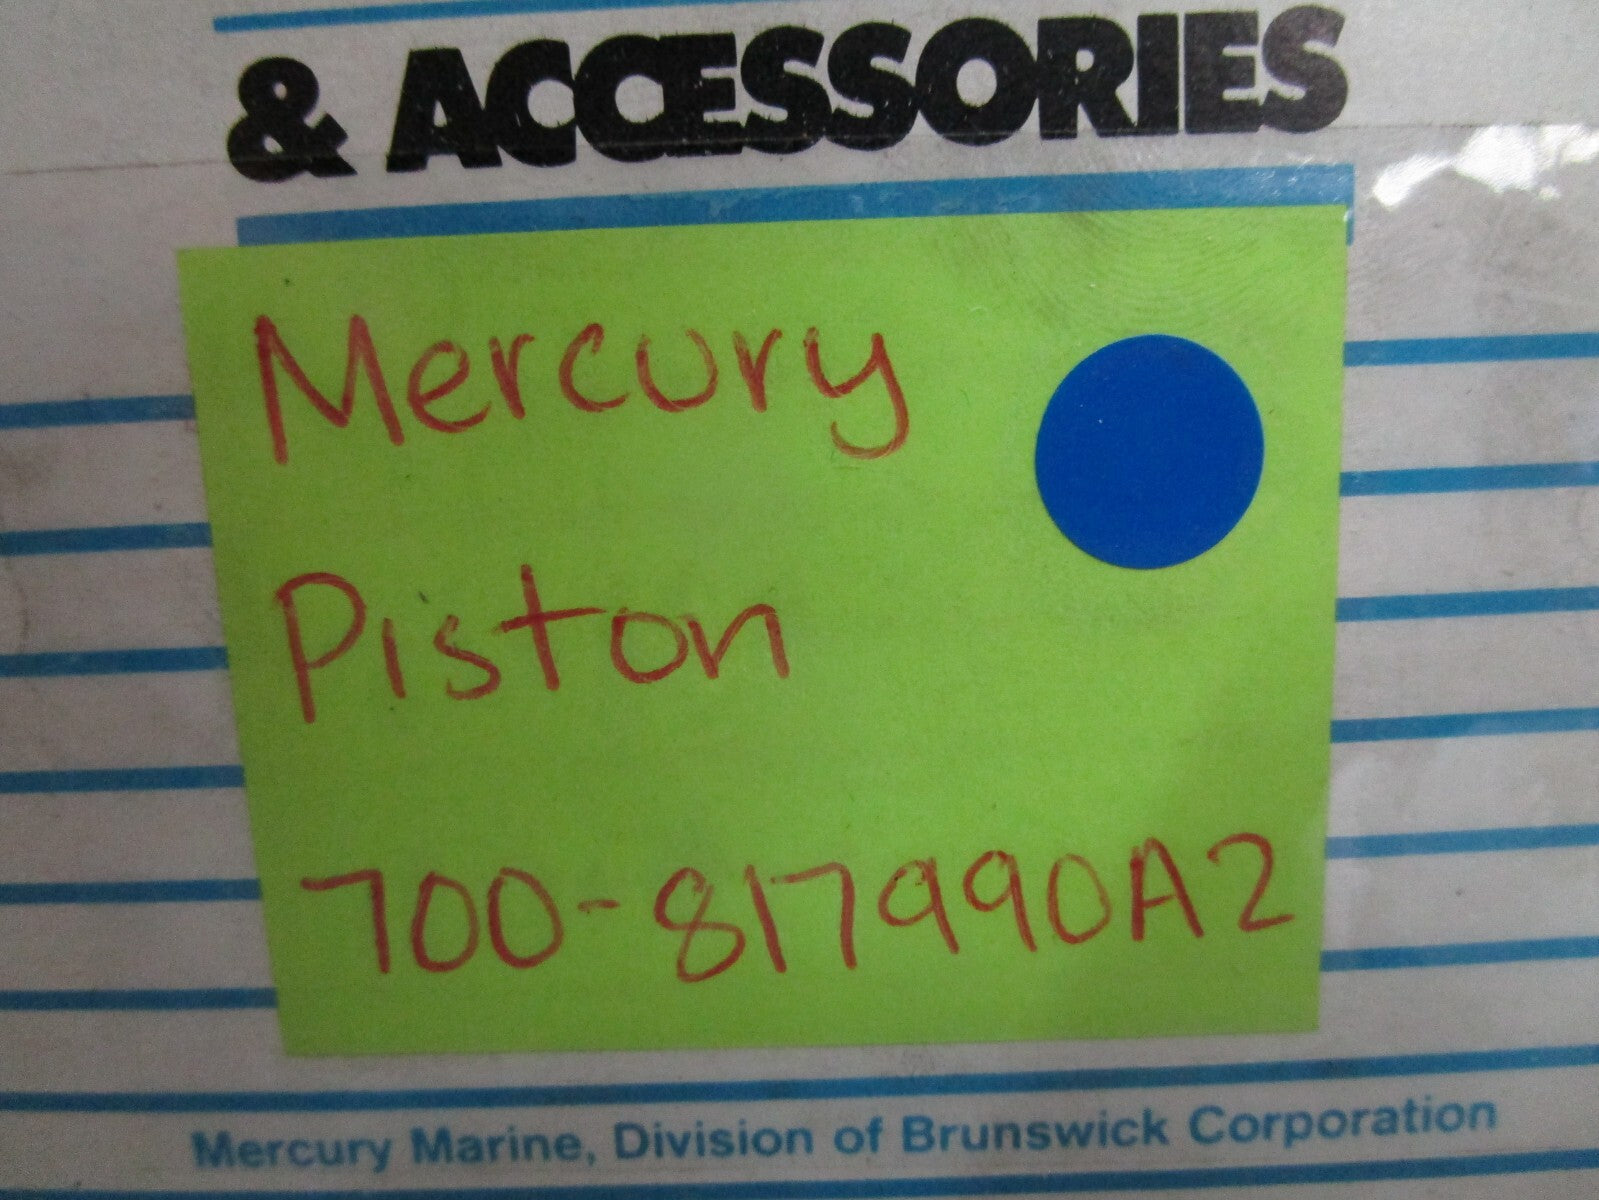 & ACCESSORIES
Mercury
Piston
700-817990A2
Mercury Marine, Division of Brunswick Corporation